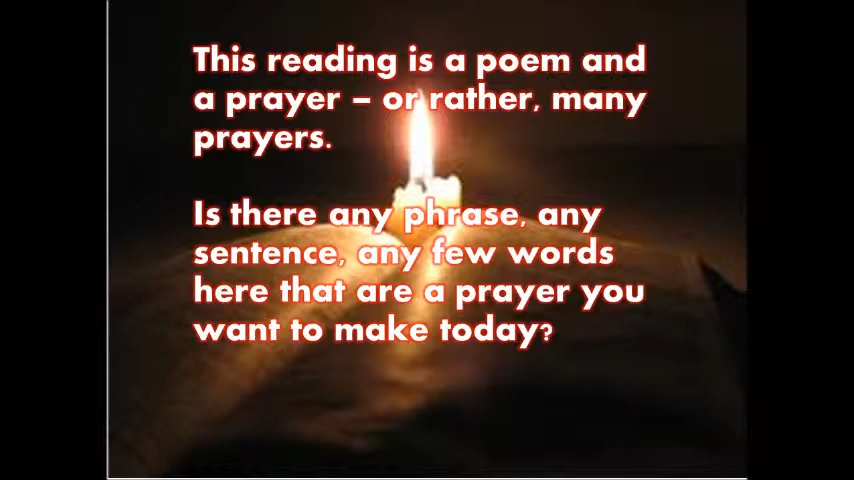 This reading is a poem and
a prayer – or rather, many
prayers.
Is there any phrase, any
sentence, any few words
here that are a prayer you
want to make today?